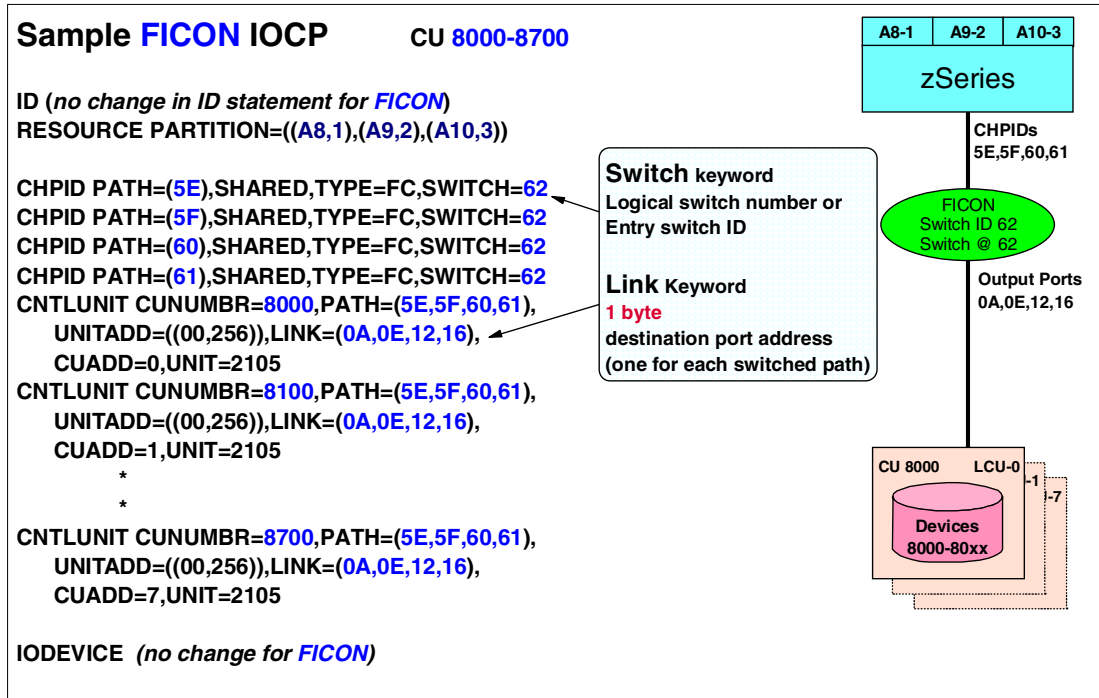 Sample FICON IOCP CU 8000-8700
ID (no change in ID statement for FICON)
RESOURCE PARTITION=((A8,1),(A9,2),(A10,3))
CHPID PATH=(5E),SHARED,TYPE=FC,SWITCH=62
CHPID PATH=(5F),SHARED,TYPE=FC,SWITCH=62
CHPID PATH=(60),SHARED,TYPE=FC,SWITCH=62
CHPID PATH=(61),SHARED,TYPE=FC,SWITCH=62
CNTLUNIT CUNUMBR=8000,PATH=(5E,5F,60,61),
UNITADD=((00,256)),LINK=(0A,0E,12,16),
CUADD=0,UNIT=2105
CNTLUNIT CUNUMBR=8100,PATH=(5E,5F,60,61),
UNITADD=((00,256)),LINK=(0A,0E,12,16),
CUADD=1,UNIT=2105
*
*
CNTLUNIT CUNUMBR=8700,PATH=(5E,5F,60,61),
UNITADD=((00,256)),LINK=(0A,0E,12,16),
CUADD=7,UNIT=2105
IODEVICE (no change for FICON)
Switch keyword
Logical switch number or
Entry switch ID
Link Keyword
1 byte
destination port address
(one for each switched path)
A8-1 A9-2 A10-3
zSeries
CHPIDs
5E,5F,60,61
FICON
Switch ID 62
Switch @ 62
Output Ports
0A,0E,12,16
CU 8000 LCU-0
-1
-7
Devices
8000-80xx